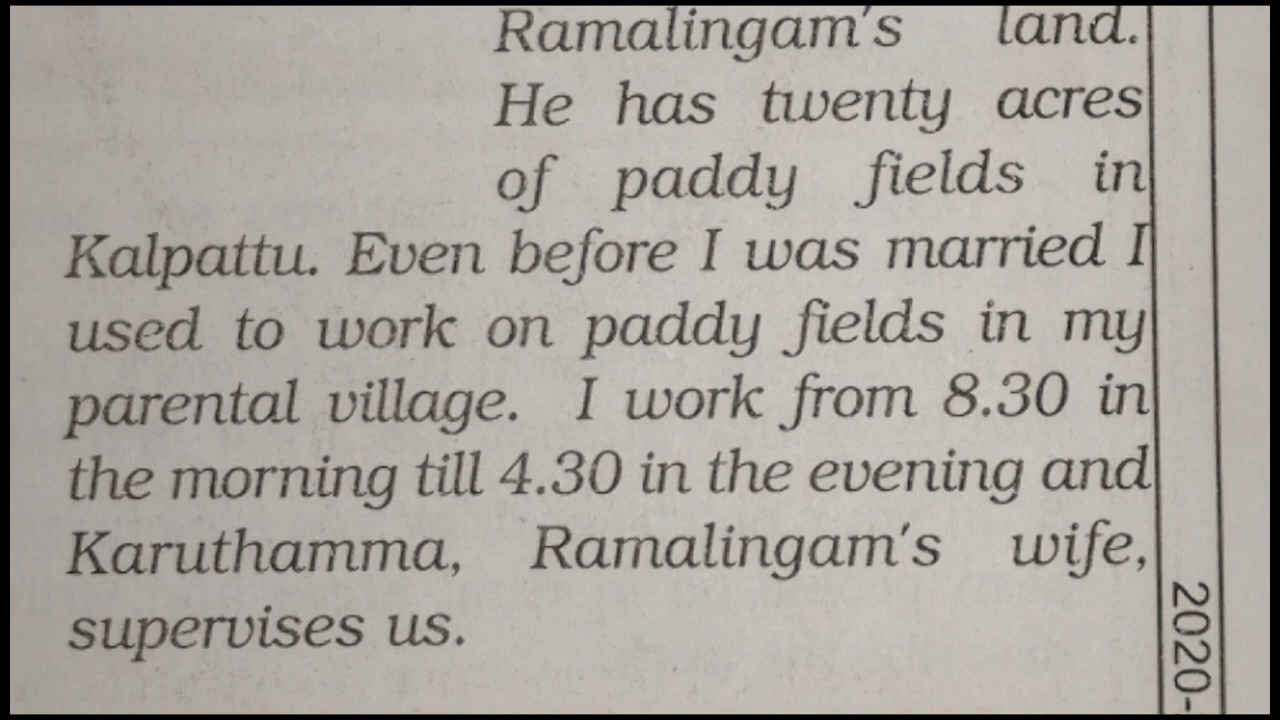 Ramalingam's land.
He has twenty acres
of paddy fields in
Kalpattu. Even before I was married I
used to work on paddy fields in my
parental village. I work from 8.30 in
the morning till 4.30 in the evening and
Karuthamma, Ramalingam's wife,
supervises us.
2020-